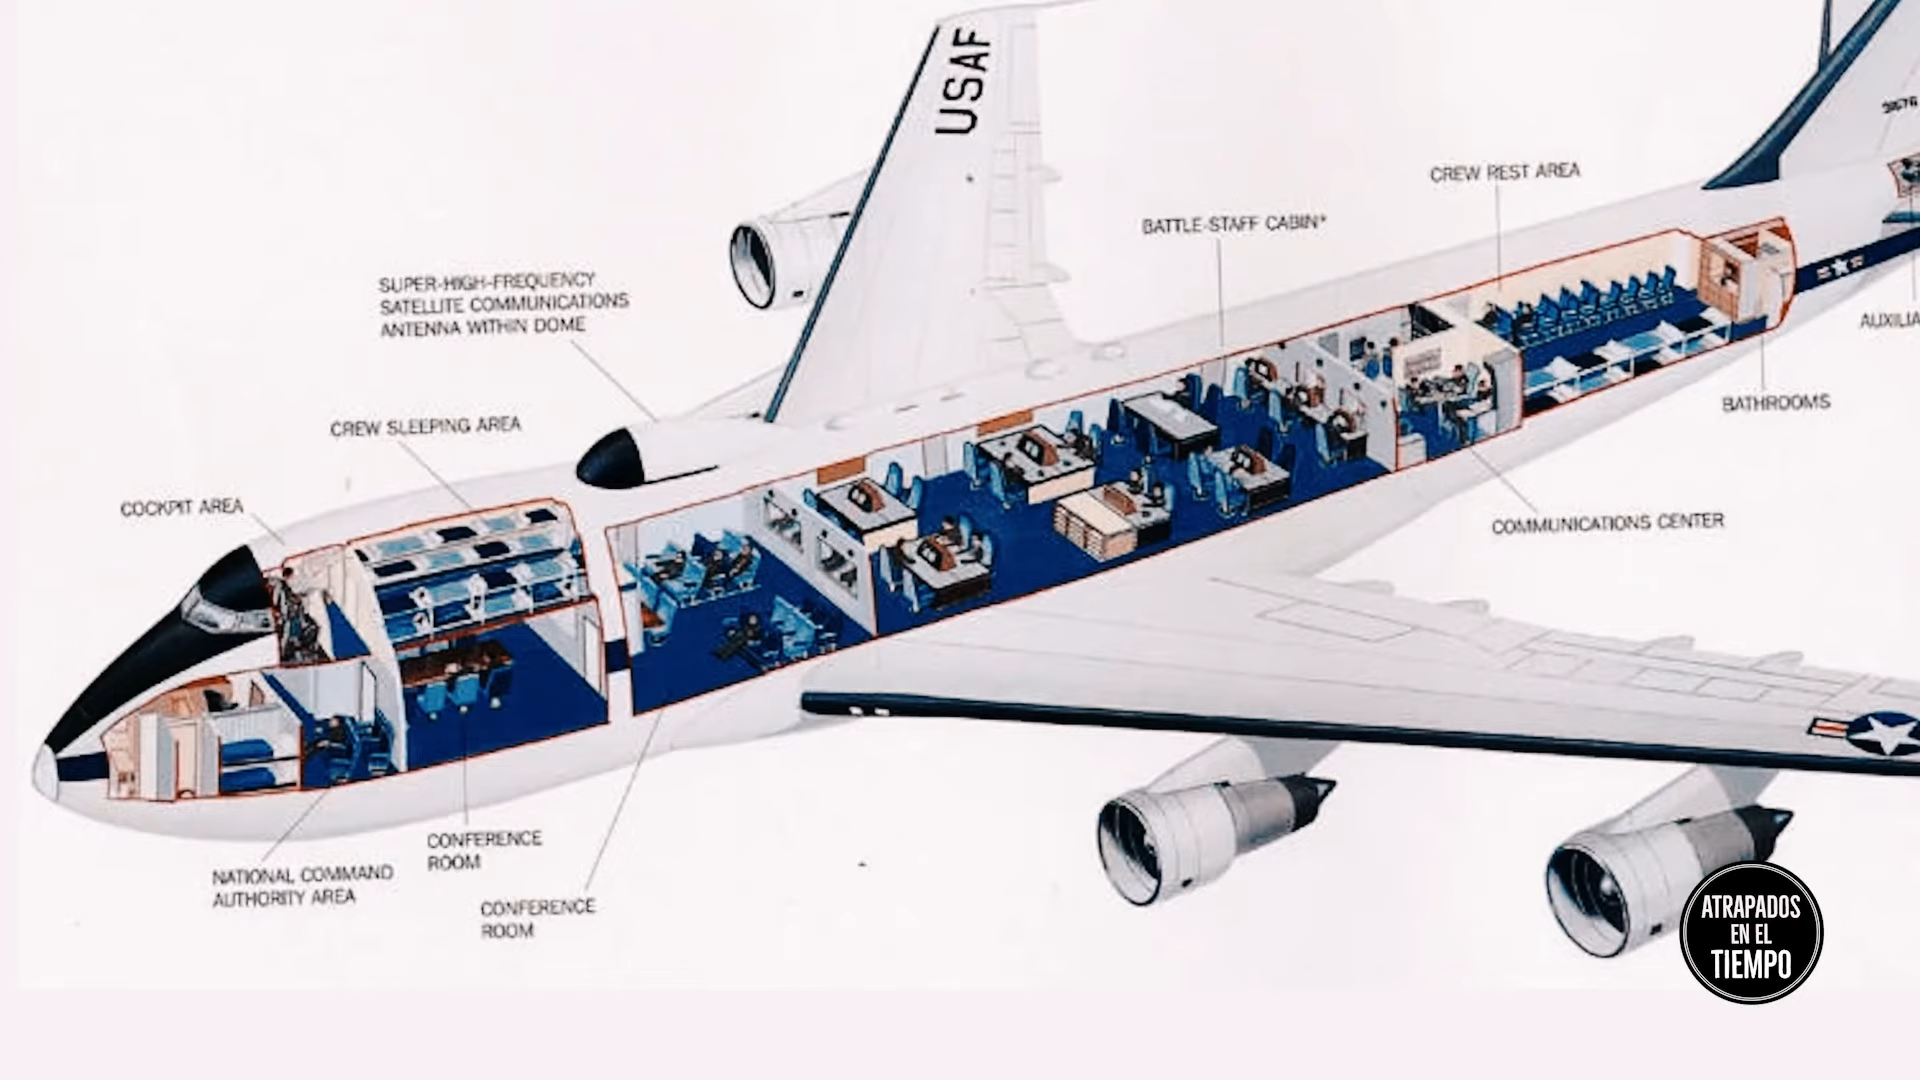 USAF
CREW REST AREA
BATTLE-STAFF CABIN*
SUPER-HIGH-FREQUENCY
SATELLITE COMMUNICATIONS
ANTENNA WITHIN DOME
CREW SLEEPING AREA
COCKPIT AREA
AUXILIA
BATHROOMS
COMMUNICATIONS CENTER
NATIONAL COMMAND
AUTHORITY AREA
CONFERENCE
ROOM
CONFERENCE
ROOM
ATRAPADOS
EN EL
TIEMPO